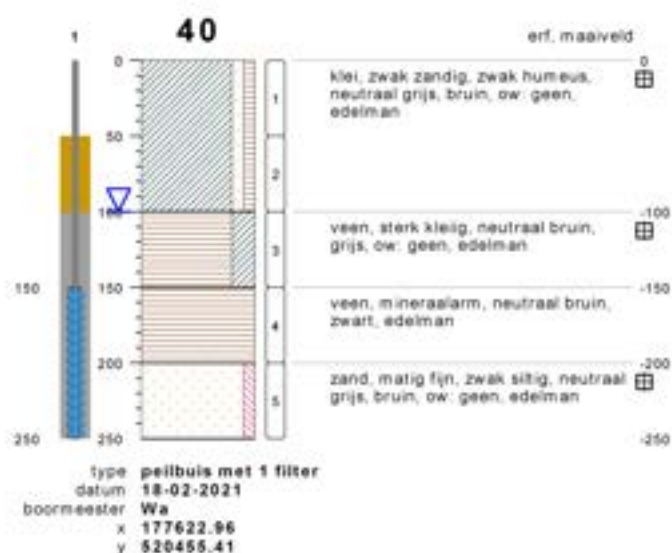 1
40
erf, maaiveld
0
0
klei, zwak zandig, zwak humeus,
neutraal grijs, bruin, ow: geen,
edelman
1
50
2
100
-100
veen, sterk kleiig, neutraal bruin,
grijs, ow: geen, edelman
3
150
150
-150
veen, mineraalarm, neutraal bruin,
zwart, edelman
4
200
-200
zand, matig fijn, zwak siltig, neutraal
grijs, bruin, ow: geen, edelman
5
250
250
-250
type peilbuis met 1 filter
datum 18-02-2021
boormeester Wa
x 177622.96
y 520455.41